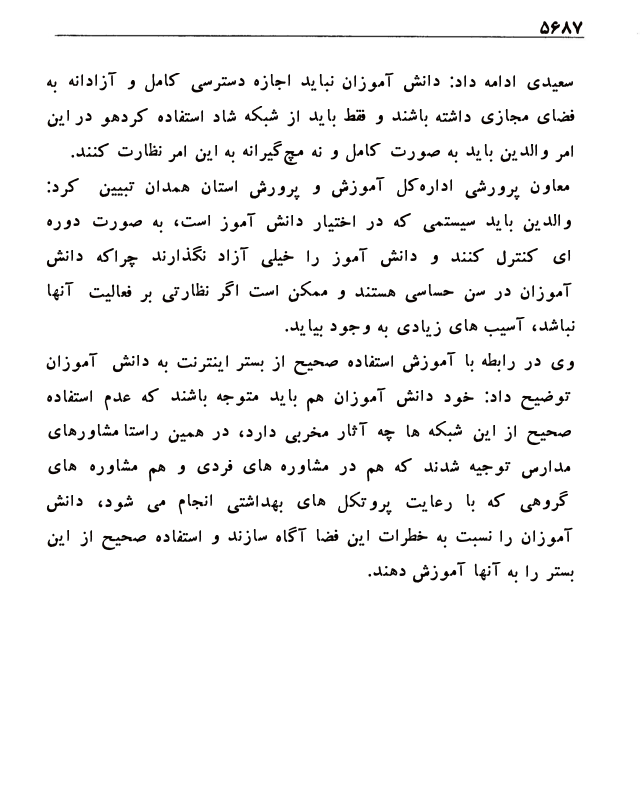 ۵۶۸۷
سعیدی ادامه داد: دانش آموزان نباید اجازه دسترسی کامل و آزادانه به
فضای مجازی داشته باشند و فقط باید از شبکه شاد استفاده کردهو در این
امر والدین باید به صورت کامل و نه مچ‌گیرانه به این امر نظارت کنند.
معاون پرورشی اداره‌کل آموزش و پرورش استان همدان تبیین کرد:
والدین باید سیستمی که در اختیار دانش آموز است، به صورت دوره
ای کنترل کنند و دانش آموز را خیلی آزاد نگذارند چراکه دانش
آموزان در سن حساسی هستند و ممکن است اگر نظارتی بر فعالیت آنها
نباشد، آسیب های زیادی به وجود بیاید.
وی در رابطه با آموزش استفاده صحیح از بستر اینترنت به دانش آموزان
توضیح داد: خود دانش آموزان هم باید متوجه باشند که عدم استفاده
صحیح از این شبکه ها چه آثار مخربی دارد، در همین راستا مشاورهای
مدارس توجیه شدند که هم در مشاوره های فردی و هم مشاوره های
گروهی که با رعایت پروتکل های بهداشتی انجام می شود، دانش
آموزان را نسبت به خطرات این فضا آگاه سازند و استفاده صحیح از این
بستر را به آنها آموزش دهند.